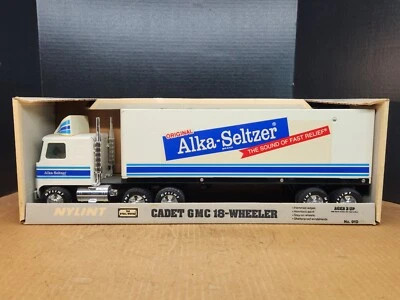 ORIGINAL
Alka-Seltzer
BRAND
THE SOUND OF FAST RELIEF®
Alka-Seltzer
NYLINT
CADET GMC 18-WHEELER
AGES 3-UP
No. 910